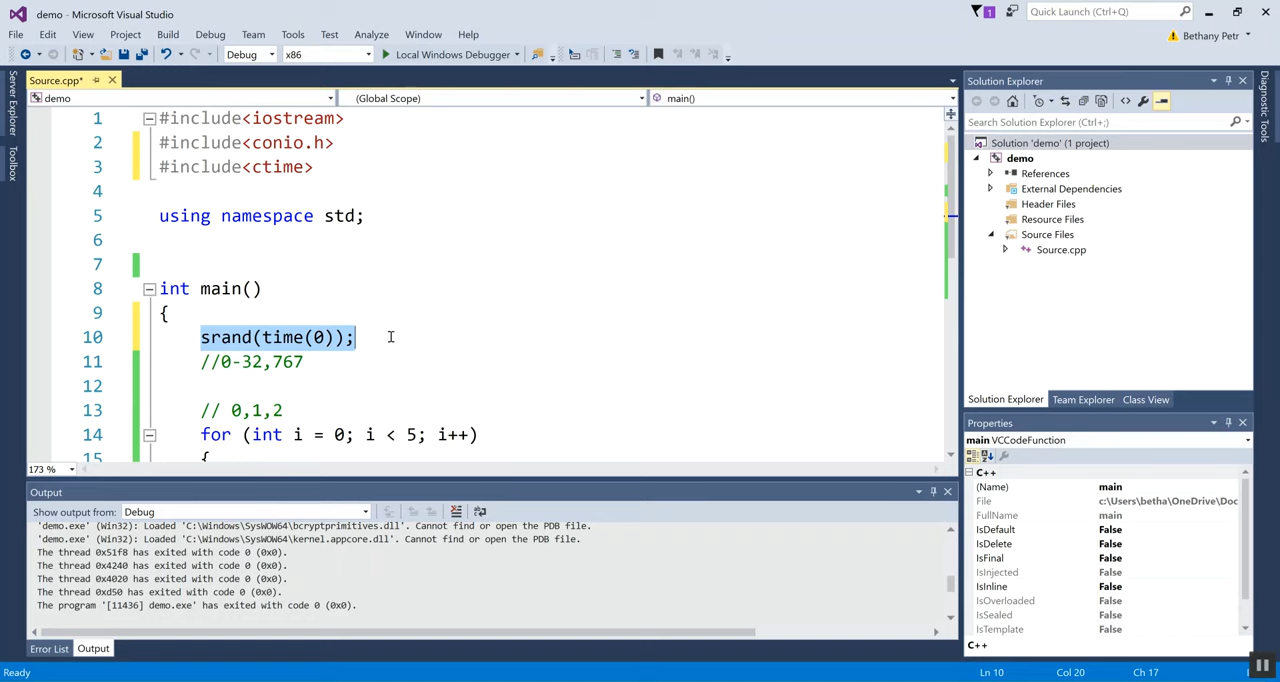 demo - Microsoft Visual Studio
1
Quick Launch (Ctrl+Q)
File Edit View Project Build Debug Team Tools Test Analyze Window Help
Bethany Petr
Debug x86 Local Windows Debugger
Server Explorer
Toolbox
Source.cpp*
demo (Global Scope) main()
1 #include<iostream>
2 #include<conio.h>
3 #include<ctime>
4
5 using namespace std;
6
7
8 int main()
9 {
10 srand(time(0));
11 //0-32,767
12
13 // 0,1,2
14 for (int i = 0; i < 5; i++)
15 {
173 %
Output
Show output from: Debug
'demo.exe' (Win32): Loaded 'C:\Windows\SysWOW64\bcryptprimitives.dll'. Cannot find or open the PDB file.
'demo.exe' (Win32): Loaded 'C:\Windows\SysWOW64\kernel.appcore.dll'. Cannot find or open the PDB file.
The thread 0x51f8 has exited with code 0 (0x0).
The thread 0x4240 has exited with code 0 (0x0).
The thread 0x4020 has exited with code 0 (0x0).
The thread 0xd50 has exited with code 0 (0x0).
The program '[11436] demo.exe' has exited with code 0 (0x0).
Error List Output
Solution Explorer
Search Solution Explorer (Ctrl+;)
Solution 'demo' (1 project)
demo
References
External Dependencies
Header Files
Resource Files
Source Files
Source.cpp
Solution Explorer Team Explorer Class View
Properties
main VCCodeFunction
C++
(Name) main
File c:\Users\betha\OneDrive\Doc
FullName main
IsDefault False
IsDelete False
IsFinal False
IsInjected False
IsInline False
IsOverloaded False
IsSealed False
IsTemplate False
C++
Diagnostic Tools
Ready Ln 10 Col 20 Ch 17